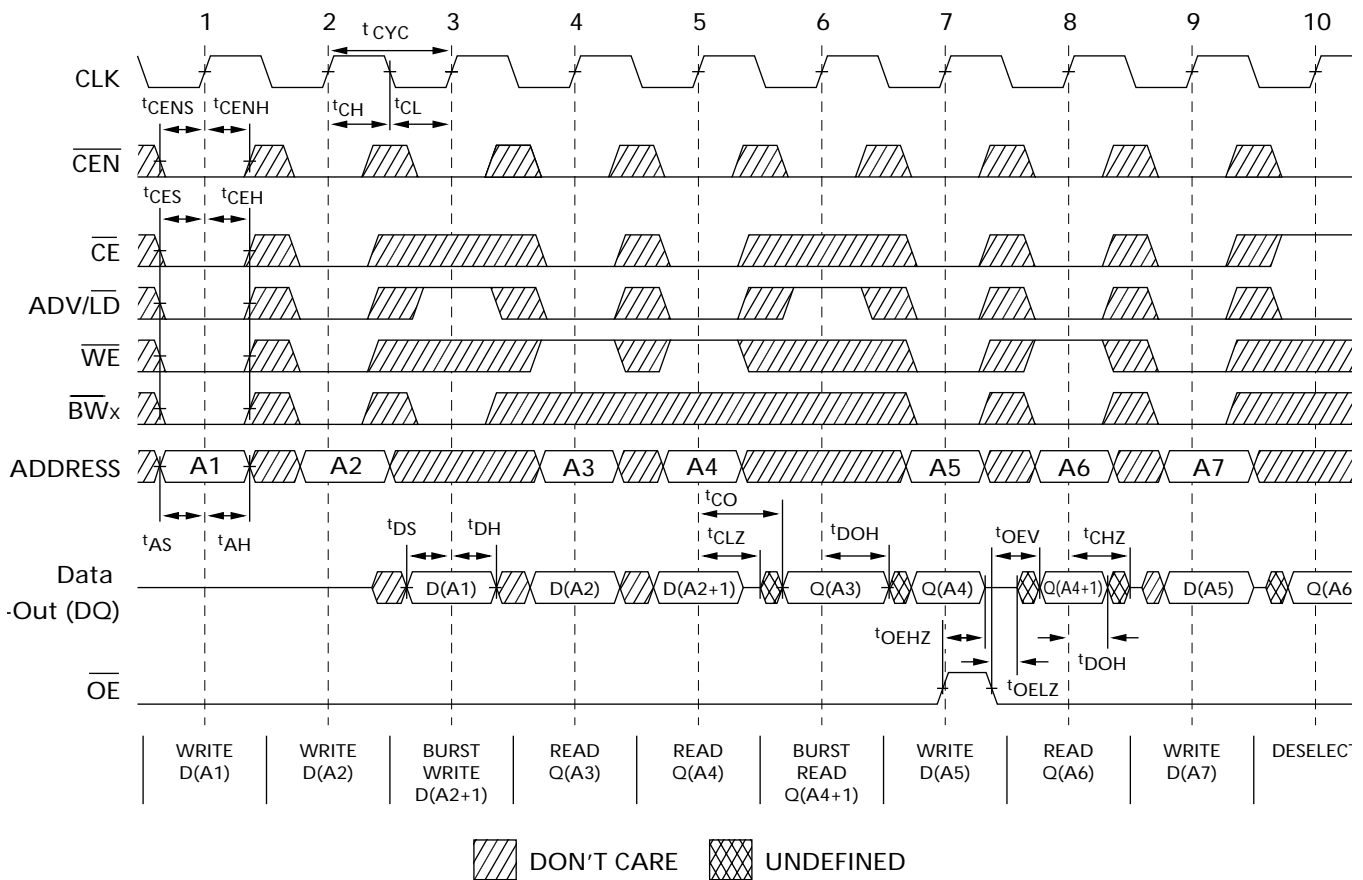 1 2 3 4 5 6 7 8 9 10
tCYC
CLK
tCENS tCENH tCH tCL
CEN
tCES tCEH
CE
ADV/LD
WE
BWx
ADDRESS A1 A2 A3 A4 A5 A6 A7
tCO
tAS tAH tDS tDH tCLZ tDOH tOEV tCHZ
Data
-Out (DQ)
D(A1) D(A2) D(A2+1) Q(A3) Q(A4) Q(A4+1) D(A5) Q(A6
tOEHZ tDOH
tOELZ
OE
WRITE D(A1)
WRITE D(A2)
BURST WRITE D(A2+1)
READ Q(A3)
READ Q(A4)
BURST READ Q(A4+1)
WRITE D(A5)
READ Q(A6)
WRITE D(A7)
DESELECT
DON'T CARE UNDEFINED